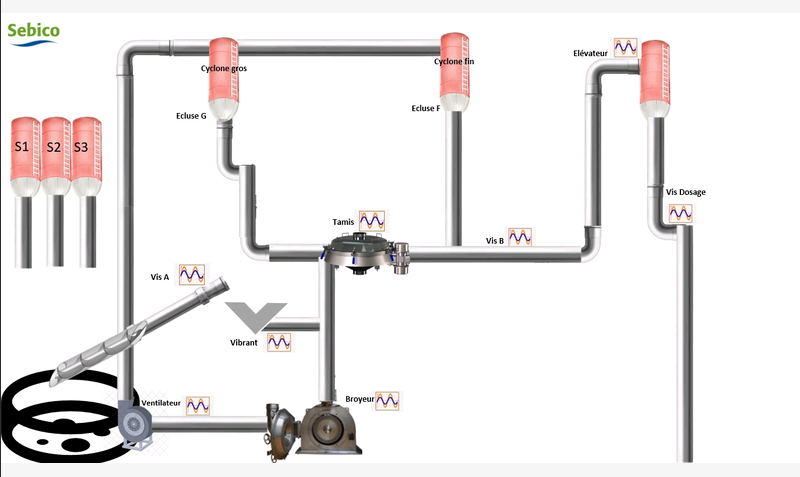 Sebico
Elévateur
Cyclone gros
Cyclone fin
Ecluse G
Ecluse F
S1
S2
S3
Vis Dosage
Tamis
Vis B
Vis A
Vibrant
Ventilateur
Broyeur